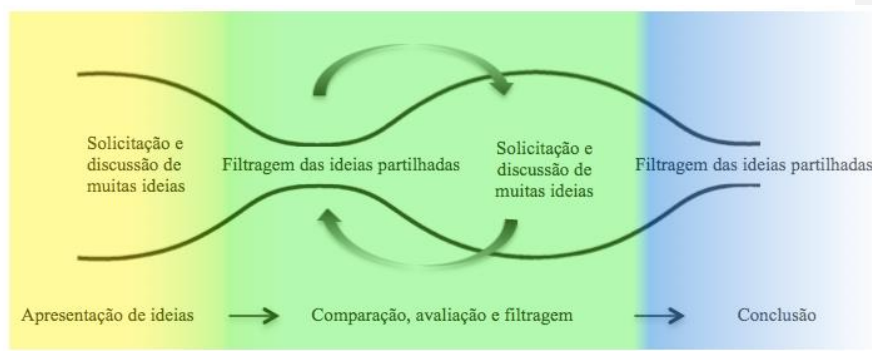 Solicitação e
discussão de
muitas ideias
Filtragem das ideias partilhadas
Solicitação e
discussão de
muitas ideias
Filtragem das ideias partilhadas
Apresentação de ideias
Comparação, avaliação e filtragem
Conclusão